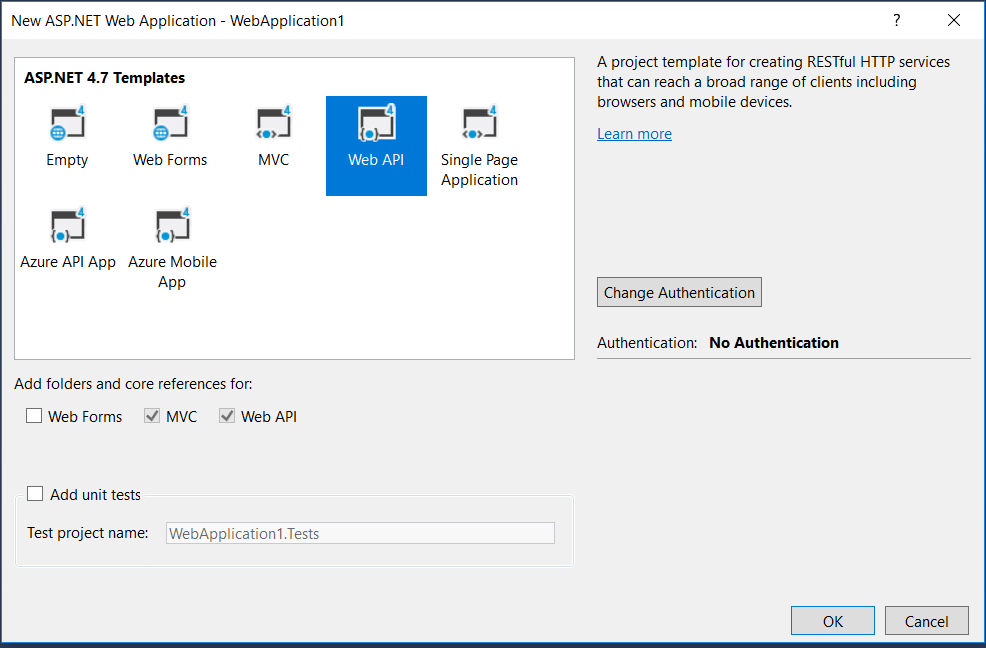 New ASP.NET Web Application - WebApplication1
?
ASP.NET 4.7 Templates
4 4 4 4 4
Empty Web Forms MVC Web API Single Page
Application
4 4
Azure API App Azure Mobile
App
A project template for creating RESTful HTTP services
that can reach a broad range of clients including
browsers and mobile devices.
Learn more
Change Authentication
Authentication: No Authentication
Add folders and core references for:
Web Forms MVC Web API
Add unit tests
Test project name: WebApplication1.Tests
OK Cancel